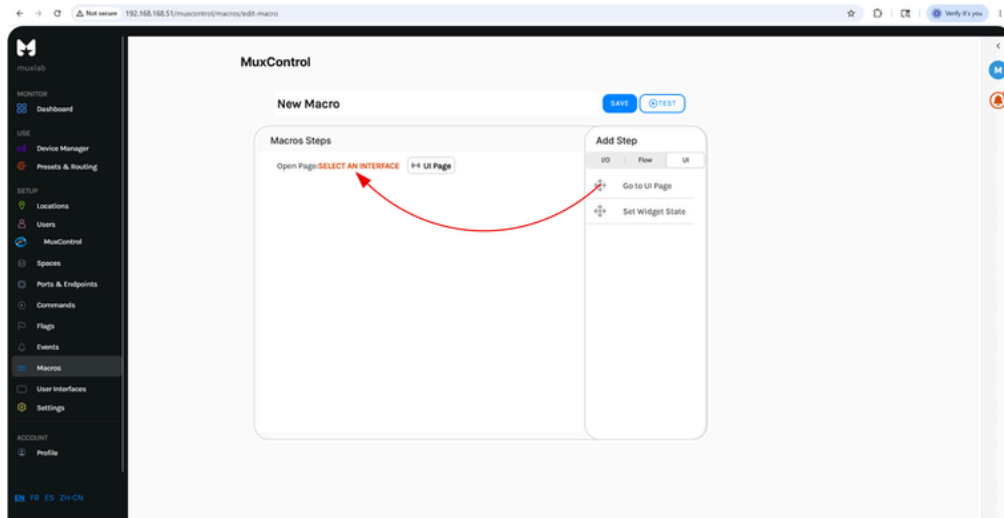 Not secure 192.168.168.51/muxcontrol/macros/edit-macro
Verify it's you
muxlab
MuxControl
M
New Macro
SAVE
TEST
MONITOR
Dashboard
USE
Device Manager
Presets & Routing
SETUP
Locations
Users
MuxControl
Spaces
Ports & Endpoints
Commands
Flags
Events
Macros
User Interfaces
Settings
ACCOUNT
Profile
EN FR ES ZH-CN
Macros Steps
Open Page:SELECT AN INTERFACE UI Page
Add Step
I/O Flow UI
Go to UI Page
Set Widget State